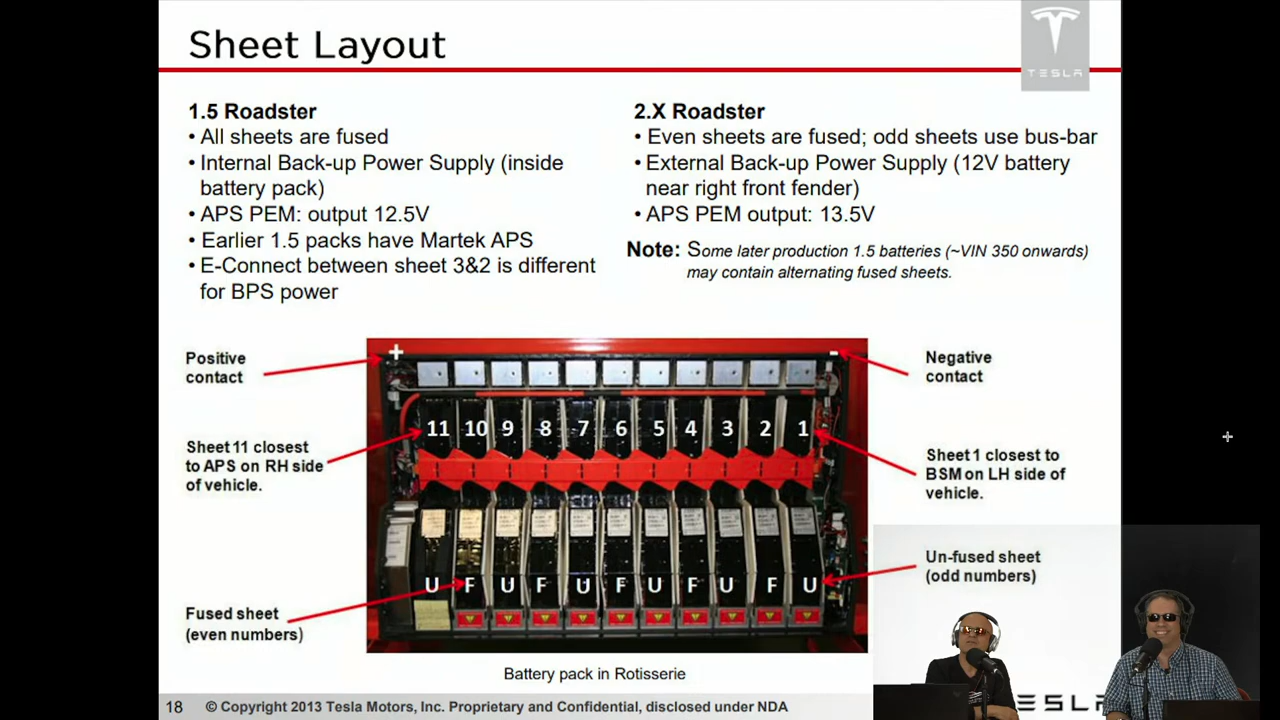 Sheet Layout
TESLA
1.5 Roadster
• All sheets are fused
• Internal Back-up Power Supply (inside
battery pack)
• APS PEM: output 12.5V
• Earlier 1.5 packs have Martek APS
• E-Connect between sheet 3&2 is different
for BPS power
2.X Roadster
• Even sheets are fused; odd sheets use bus-bar
• External Back-up Power Supply (12V battery
near right front fender)
• APS PEM output: 13.5V
Note: Some later production 1.5 batteries (~VIN 350 onwards)
may contain alternating fused sheets.
Positive
contact
Sheet 11 closest
to APS on RH side
of vehicle.
Fused sheet
(even numbers)
+ -
11 10 9 8 7 6 5 4 3 2 1
U F U F U F U F U F U
Negative
contact
Sheet 1 closest to
BSM on LH side of
vehicle.
Un-fused sheet
(odd numbers)
Battery pack in Rotisserie
18 © Copyright 2013 Tesla Motors, Inc. Proprietary and Confidential, disclosed under NDA
TESLA